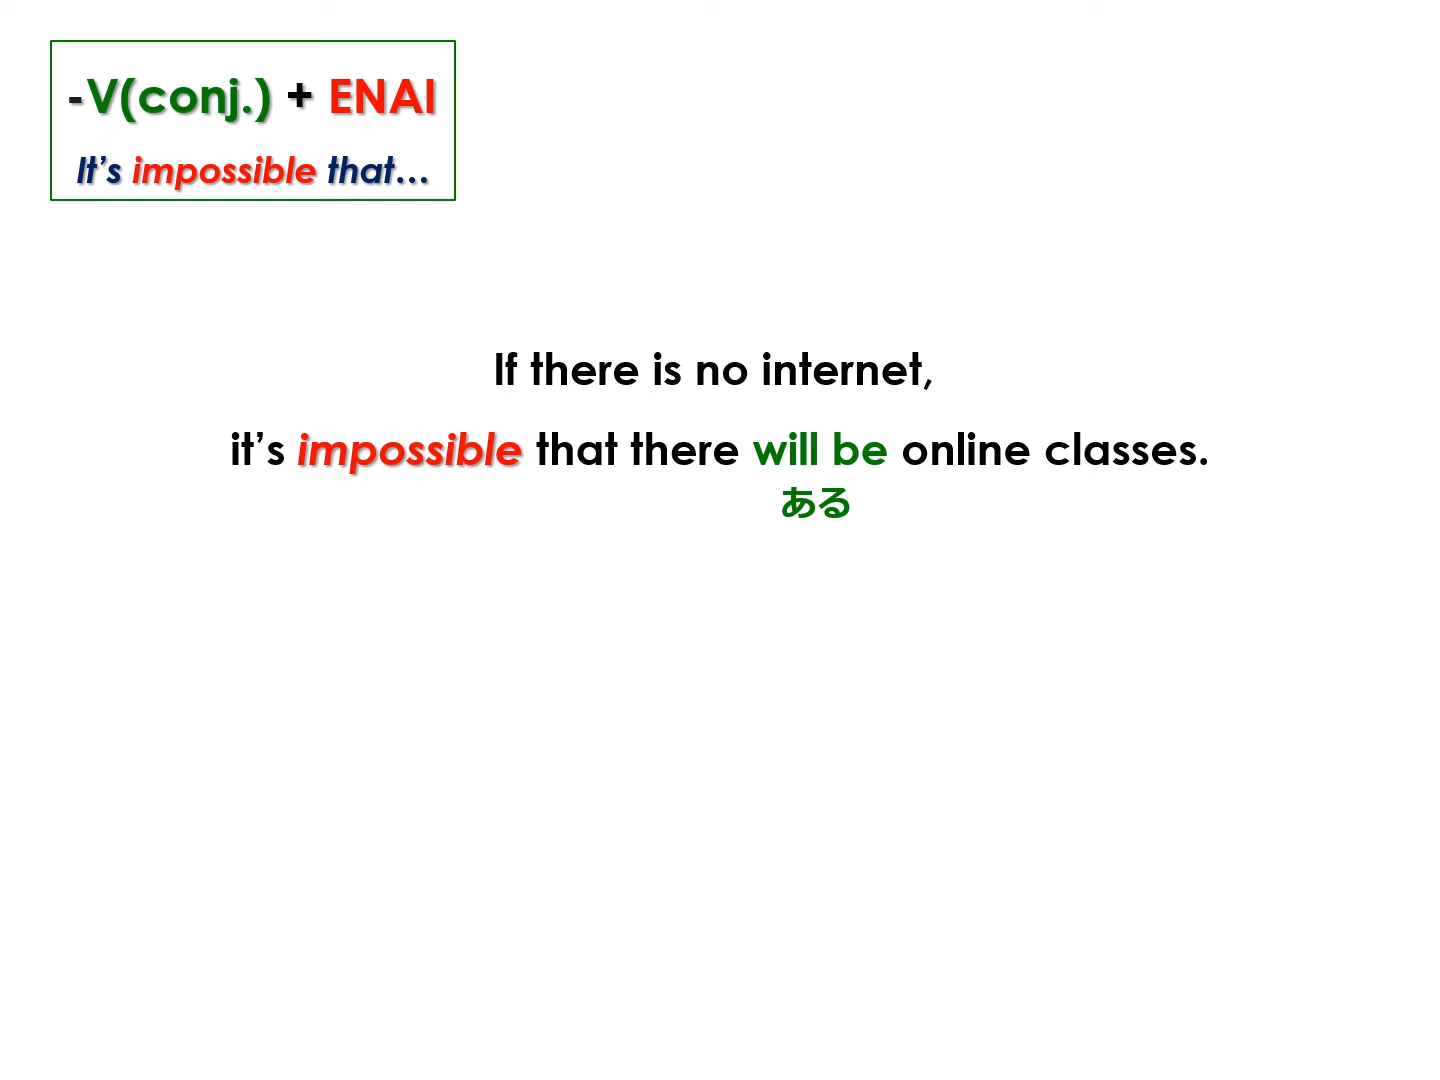 -V(conj.) + ENAI
It’s impossible that…
If there is no internet,
it’s impossible that there will be online classes.
ある